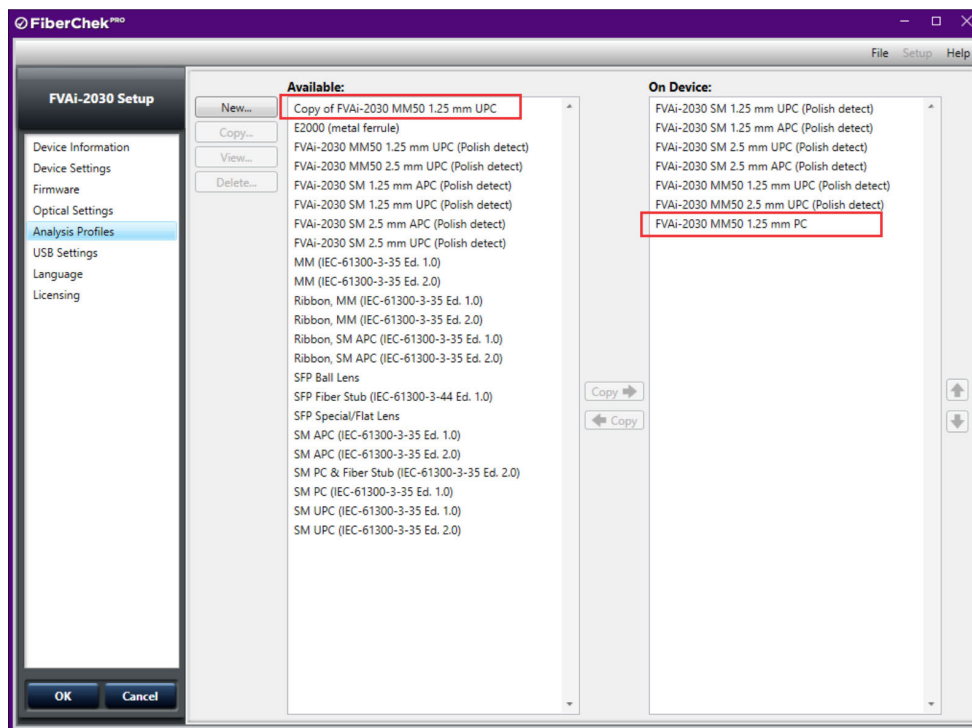 FiberChekPRO
File Setup Help
FVAi-2030 Setup
Device Information
Device Settings
Firmware
Optical Settings
Analysis Profiles
USB Settings
Language
Licensing
OK Cancel
New...
Copy...
View...
Delete...
Available:
Copy of FVAi-2030 MM50 1.25 mm UPC
E2000 (metal ferrule)
FVAi-2030 MM50 1.25 mm UPC (Polish detect)
FVAi-2030 MM50 2.5 mm UPC (Polish detect)
FVAi-2030 SM 1.25 mm APC (Polish detect)
FVAi-2030 SM 1.25 mm UPC (Polish detect)
FVAi-2030 SM 2.5 mm APC (Polish detect)
FVAi-2030 SM 2.5 mm UPC (Polish detect)
MM (IEC-61300-3-35 Ed. 1.0)
MM (IEC-61300-3-35 Ed. 2.0)
Ribbon, MM (IEC-61300-3-35 Ed. 1.0)
Ribbon, MM (IEC-61300-3-35 Ed. 2.0)
Ribbon, SM APC (IEC-61300-3-35 Ed. 1.0)
Ribbon, SM APC (IEC-61300-3-35 Ed. 2.0)
SFP Ball Lens
SFP Fiber Stub (IEC-61300-3-44 Ed. 1.0)
SFP Special/Flat Lens
SM APC (IEC-61300-3-35 Ed. 1.0)
SM APC (IEC-61300-3-35 Ed. 2.0)
SM PC & Fiber Stub (IEC-61300-3-35 Ed. 2.0)
SM PC (IEC-61300-3-35 Ed. 1.0)
SM UPC (IEC-61300-3-35 Ed. 1.0)
SM UPC (IEC-61300-3-35 Ed. 2.0)
Copy
Copy
On Device:
FVAi-2030 SM 1.25 mm UPC (Polish detect)
FVAi-2030 SM 1.25 mm APC (Polish detect)
FVAi-2030 SM 2.5 mm UPC (Polish detect)
FVAi-2030 SM 2.5 mm APC (Polish detect)
FVAi-2030 MM50 1.25 mm UPC (Polish detect)
FVAi-2030 MM50 2.5 mm UPC (Polish detect)
FVAi-2030 MM50 1.25 mm PC